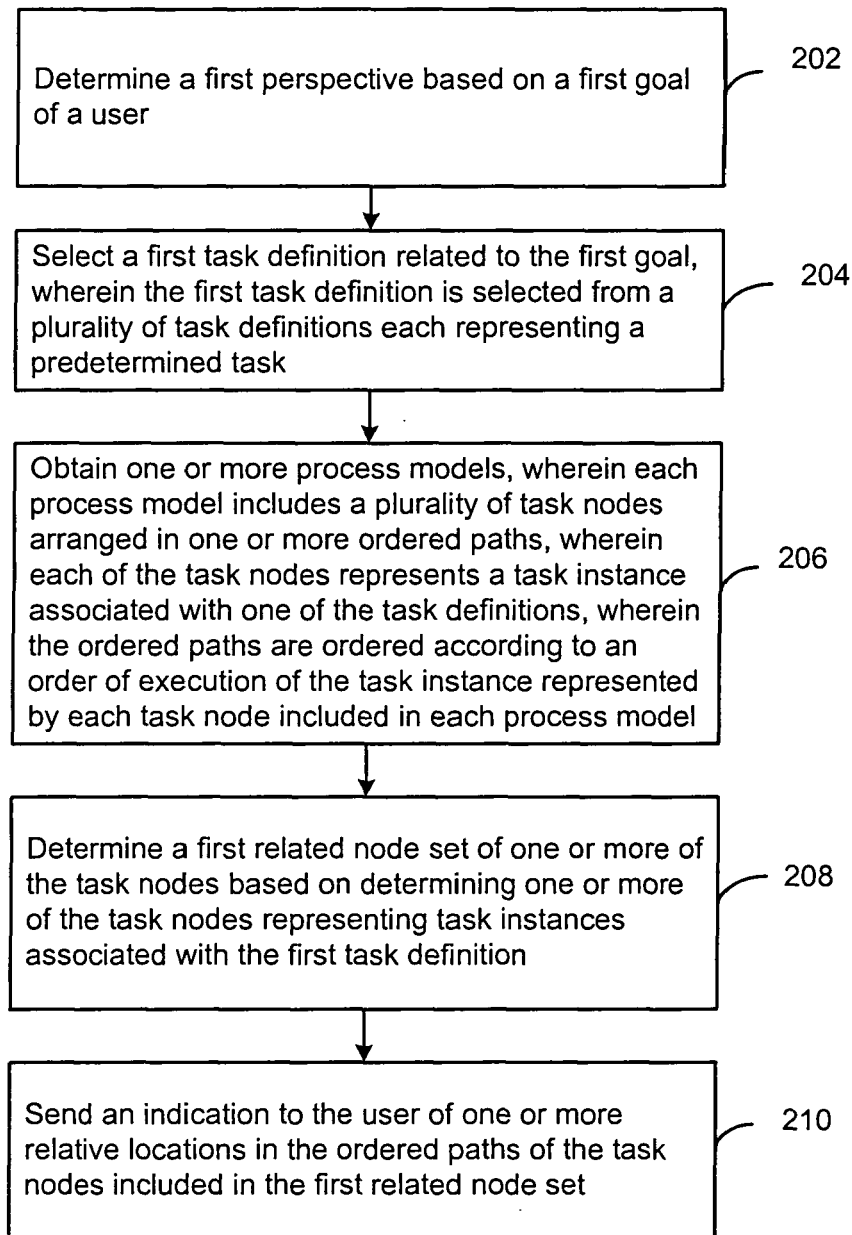 Determine a first perspective based on a first goal
of a user
202
Select a first task definition related to the first goal,
wherein the first task definition is selected from a
plurality of task definitions each representing a
predetermined task
204
Obtain one or more process models, wherein each
process model includes a plurality of task nodes
arranged in one or more ordered paths, wherein
each of the task nodes represents a task instance
associated with one of the task definitions, wherein
the ordered paths are ordered according to an
order of execution of the task instance represented
by each task node included in each process model
206
Determine a first related node set of one or more of
the task nodes based on determining one or more
of the task nodes representing task instances
associated with the first task definition
208
Send an indication to the user of one or more
relative locations in the ordered paths of the task
nodes included in the first related node set
210